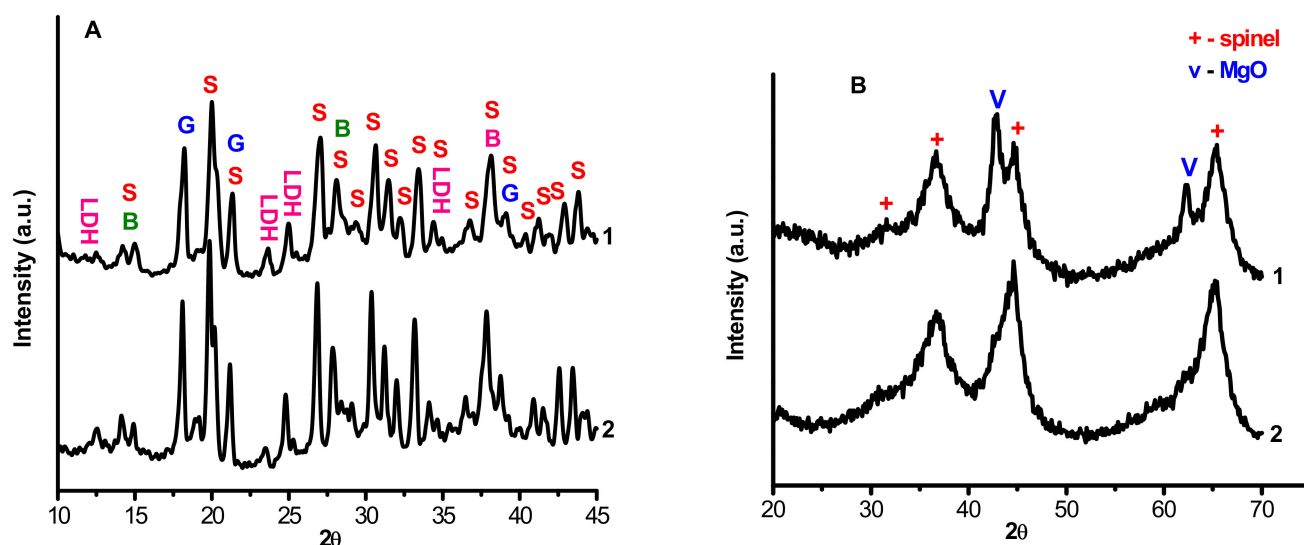 A
Intensity (a.u.)
LDH
S
B
G
S
G
S
LDH
LDH
S
B
S
S
S
S
S
S
S
LDH
S
S
B
S
G
S
S
S
S
1
2
10 15 20 25 30 35 40 45
2θ
B
+ - spinel
v - MgO
Intensity (a.u.)
+
+
V
+
V
+
1
2
20 30 40 50 60 70
2θ